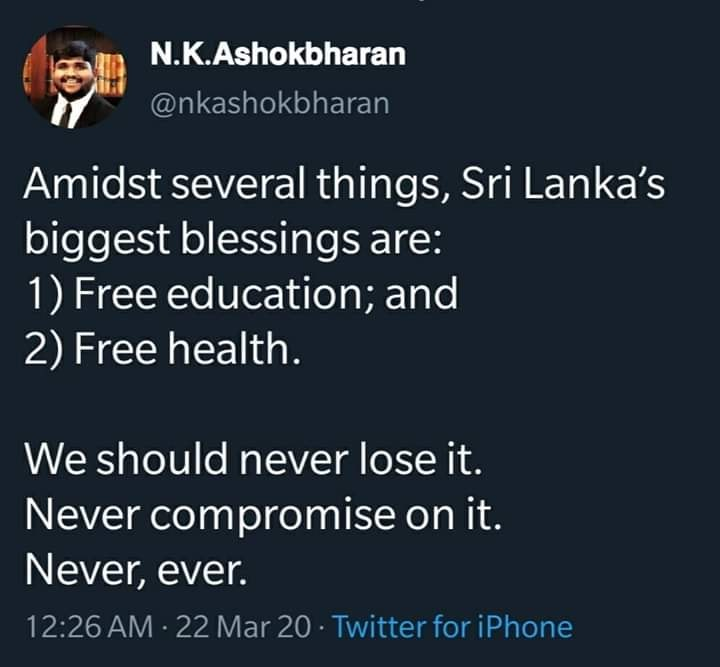 N.K.Ashokbharan
@nkashokbharan
Amidst several things, Sri Lanka's
biggest blessings are:
1) Free education; and
2) Free health.
We should never lose it.
Never compromise on it.
Never, ever.
12:26 AM · 22 Mar 20 · Twitter for iPhone